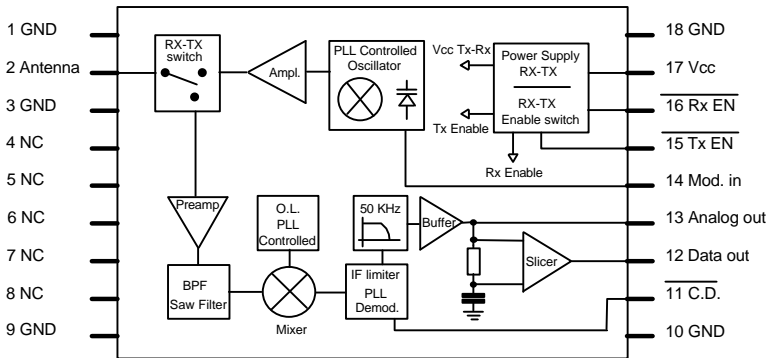 1 GND
2 Antenna
3 GND
4 NC
5 NC
6 NC
7 NC
8 NC
9 GND
RX-TX
switch
Ampl.
PLL Controlled
Oscillator
Vcc Tx-Rx
Tx Enable
Power Supply
RX-TX
RX-TX
Enable switch
Rx Enable
Preamp.
O.L.
PLL
Controlled
50 KHz
Buffer
Slicer
BPF
Saw Filter
Mixer
IF limiter
PLL
Demod.
18 GND
17 Vcc
16 Rx EN
15 Tx EN
14 Mod. in
13 Analog out
12 Data out
11 C.D.
10 GND